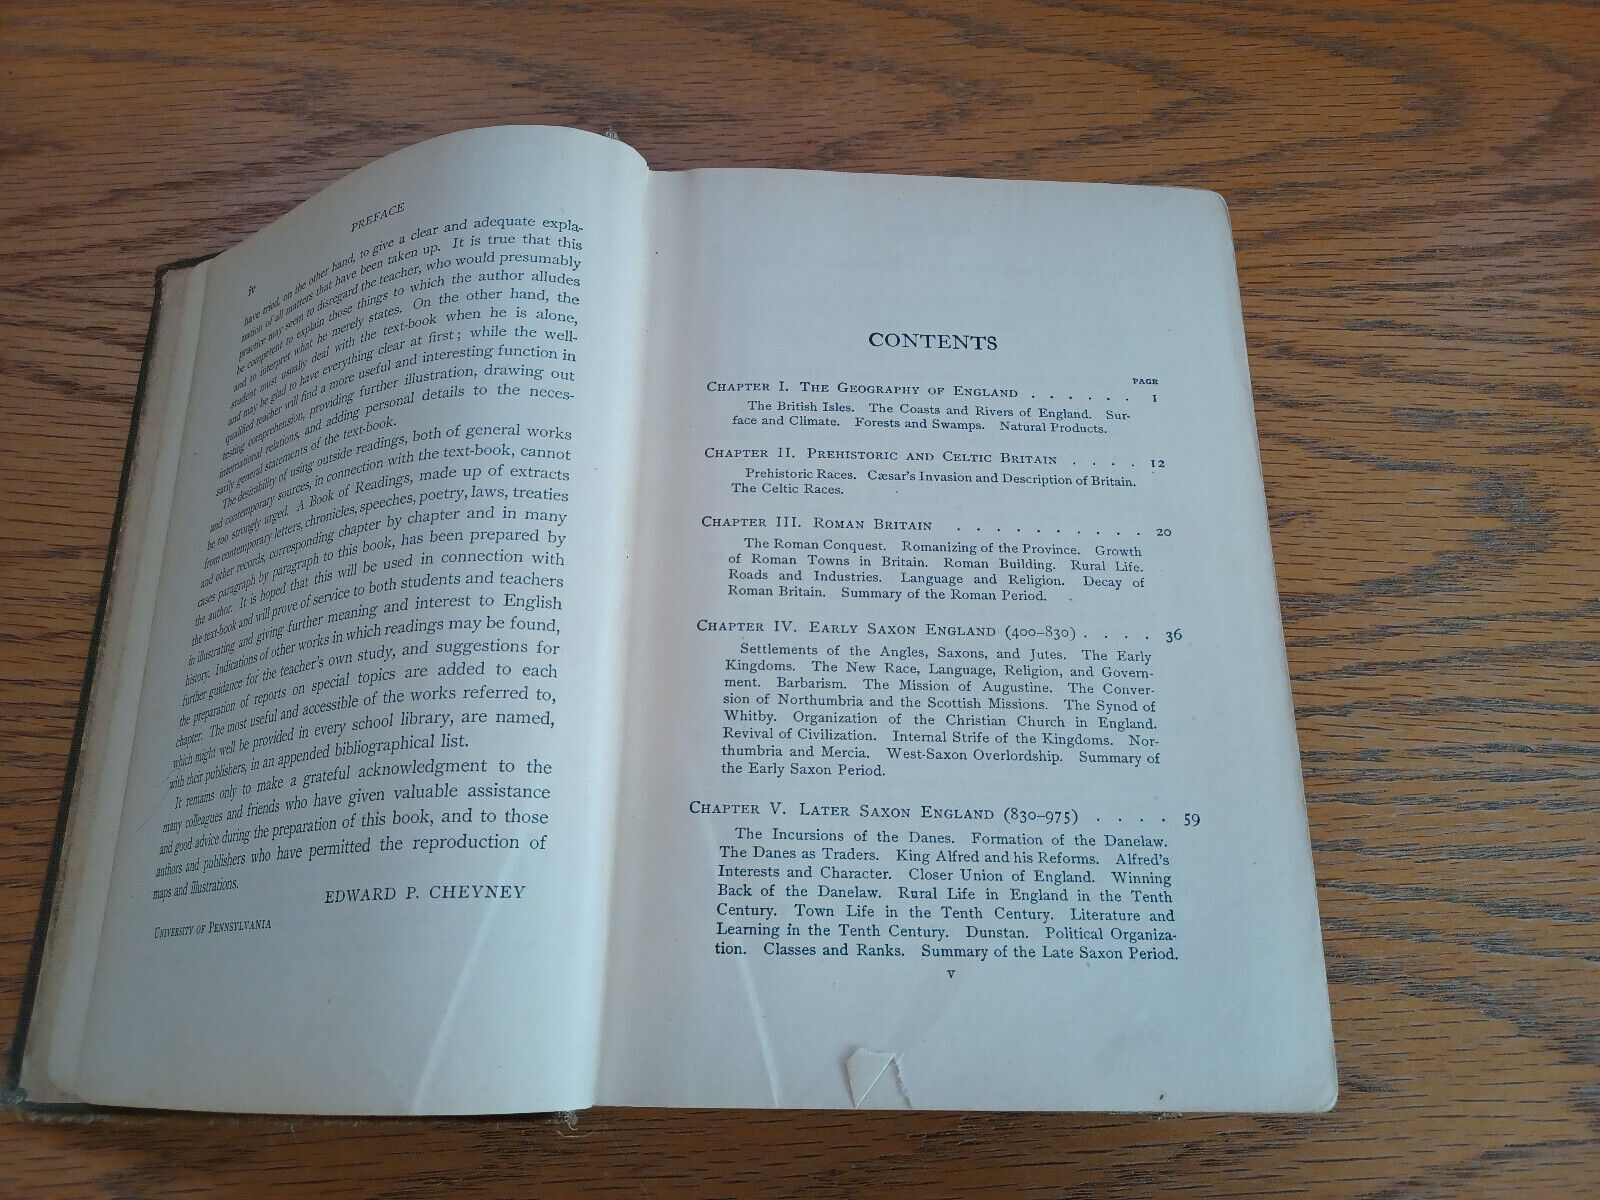 iv
PREFACE
have tried, on the other hand, to give a clear and adequate expla-
nation of all matters that have been taken up. It is true that this
practice may seem to disregard the teacher, who would presumably
be competent to explain those things to which the author alludes
and to interpret what he merely states. On the other hand, the
student must usually deal with the text-book when he is alone,
and may be glad to have everything clear at first; while the well-
qualified teacher will find a more useful and interesting function in
testing comprehension, providing further illustration, drawing out
international relations, and adding personal details to the neces-
sarily general statements of the text-book.
The desirability of using outside readings, both of general works
and contemporary sources, in connection with the text-book, cannot
be too strongly urged. A Book of Readings, made up of extracts
from contemporary letters, chronicles, speeches, poetry, laws, treaties
and other records, corresponding chapter by chapter and in many
cases paragraph by paragraph to this book, has been prepared by
the author. It is hoped that this will be used in connection with
the text-book and will prove of service to both students and teachers
in illustrating and giving further meaning and interest to English
history. Indications of other works in which readings may be found,
further guidance for the teacher's own study, and suggestions for
the preparation of reports on special topics are added to each
chapter. The most useful and accessible of the works referred to,
which might well be provided in every school library, are named,
with their publishers, in an appended bibliographical list.
It remains only to make a grateful acknowledgment to the
many colleagues and friends who have given valuable assistance
and good advice during the preparation of this book, and to those
authors and publishers who have permitted the reproduction of
maps and illustrations.
EDWARD P. CHEYNEY
UNIVERSITY OF PENNSYLVANIA
CONTENTS
PAGE
CHAPTER I. THE GEOGRAPHY OF ENGLAND . . . . . . 1
The British Isles. The Coasts and Rivers of England. Sur-
face and Climate. Forests and Swamps. Natural Products.
CHAPTER II. PREHISTORIC AND CELTIC BRITAIN . . . . 12
Prehistoric Races. Cæsar's Invasion and Description of Britain.
The Celtic Races.
CHAPTER III. ROMAN BRITAIN . . . . . . . . . . 20
The Roman Conquest. Romanizing of the Province. Growth
of Roman Towns in Britain. Roman Building. Rural Life.
Roads and Industries. Language and Religion. Decay of
Roman Britain. Summary of the Roman Period.
CHAPTER IV. EARLY SAXON ENGLAND (400–830) . . . . 36
Settlements of the Angles, Saxons, and Jutes. The Early
Kingdoms. The New Race, Language, Religion, and Govern-
ment. Barbarism. The Mission of Augustine. The Conver-
sion of Northumbria and the Scottish Missions. The Synod of
Whitby. Organization of the Christian Church in England.
Revival of Civilization. Internal Strife of the Kingdoms. Nor-
thumbria and Mercia. West-Saxon Overlordship. Summary of
the Early Saxon Period.
CHAPTER V. LATER SAXON ENGLAND (830–975) . . . . 59
The Incursions of the Danes. Formation of the Danelaw.
The Danes as Traders. King Alfred and his Reforms. Alfred's
Interests and Character. Closer Union of England. Winning
Back of the Danelaw. Rural Life in England in the Tenth
Century. Town Life in the Tenth Century. Literature and
Learning in the Tenth Century. Dunstan. Political Organiza-
tion. Classes and Ranks. Summary of the Late Saxon Period.
v